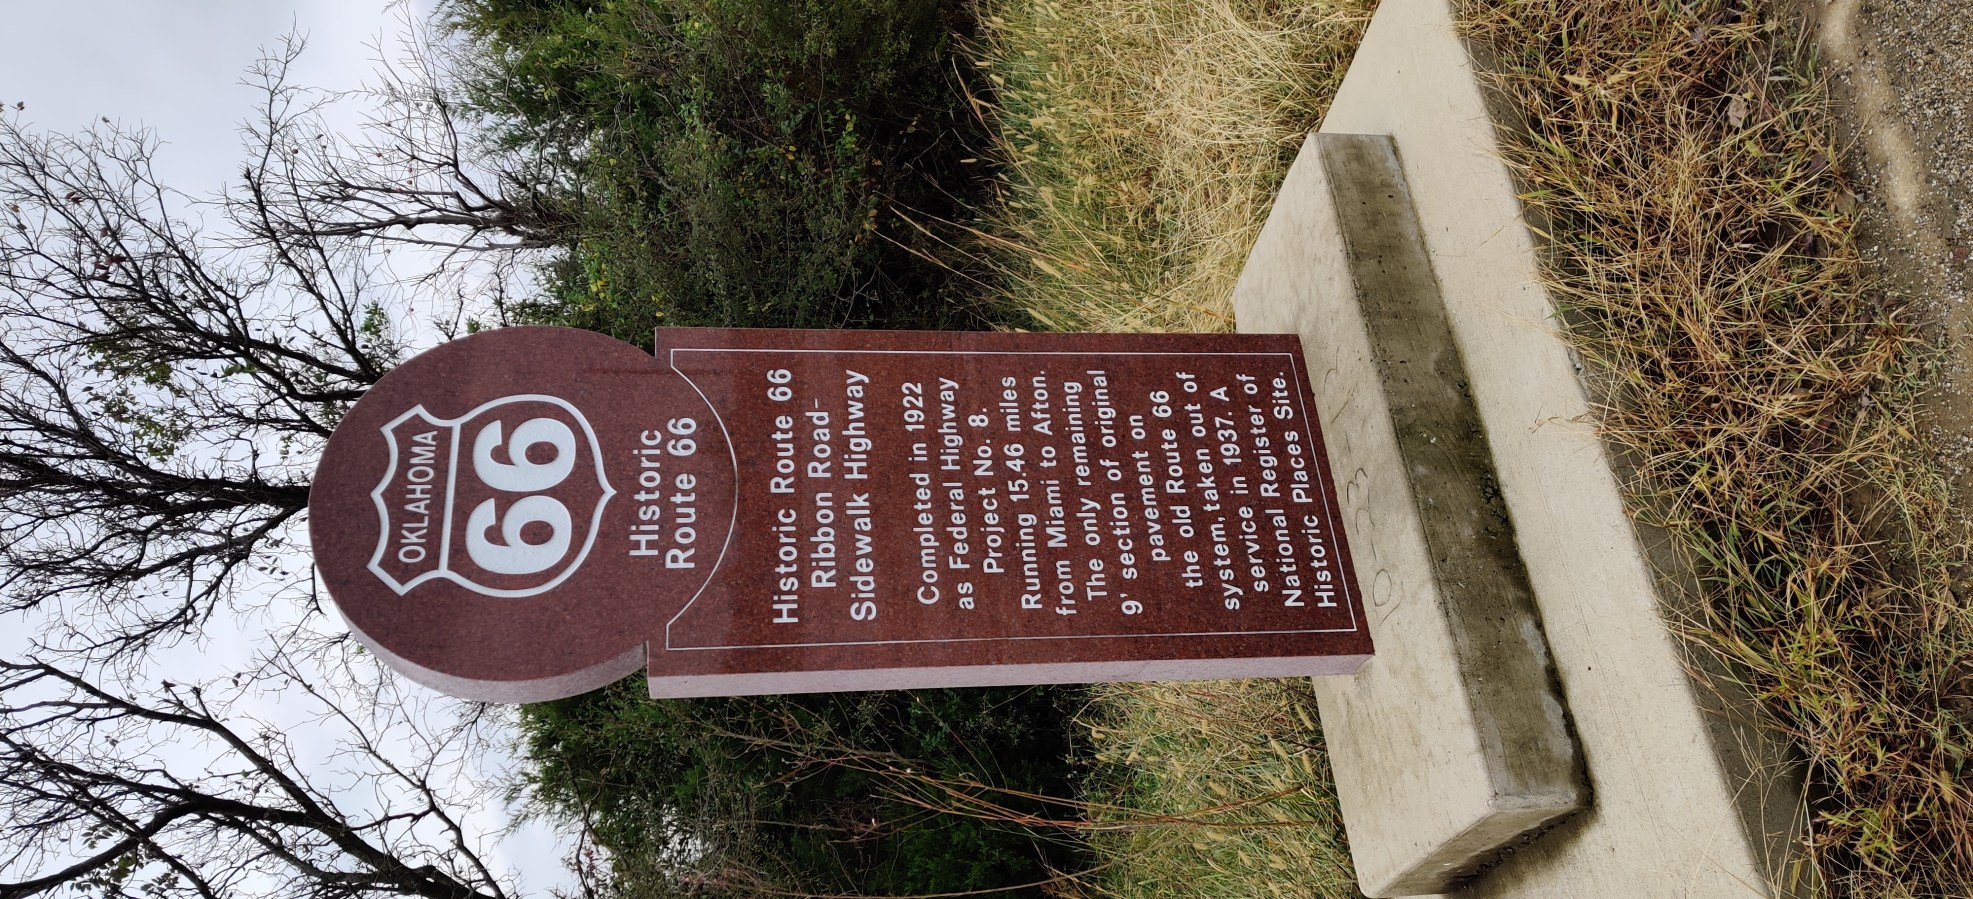 OKLAHOMA
66
Historic
Route 66
Historic Route 66
Ribbon Road-
Sidewalk Highway
Completed in 1922
as Federal Highway
Project No. 8.
Running 15.46 miles
from Miami to Afton.
The only remaining
9' section of original
pavement on
the old Route 66
system, taken out of
service in 1937. A
National Register of
Historic Places Site.